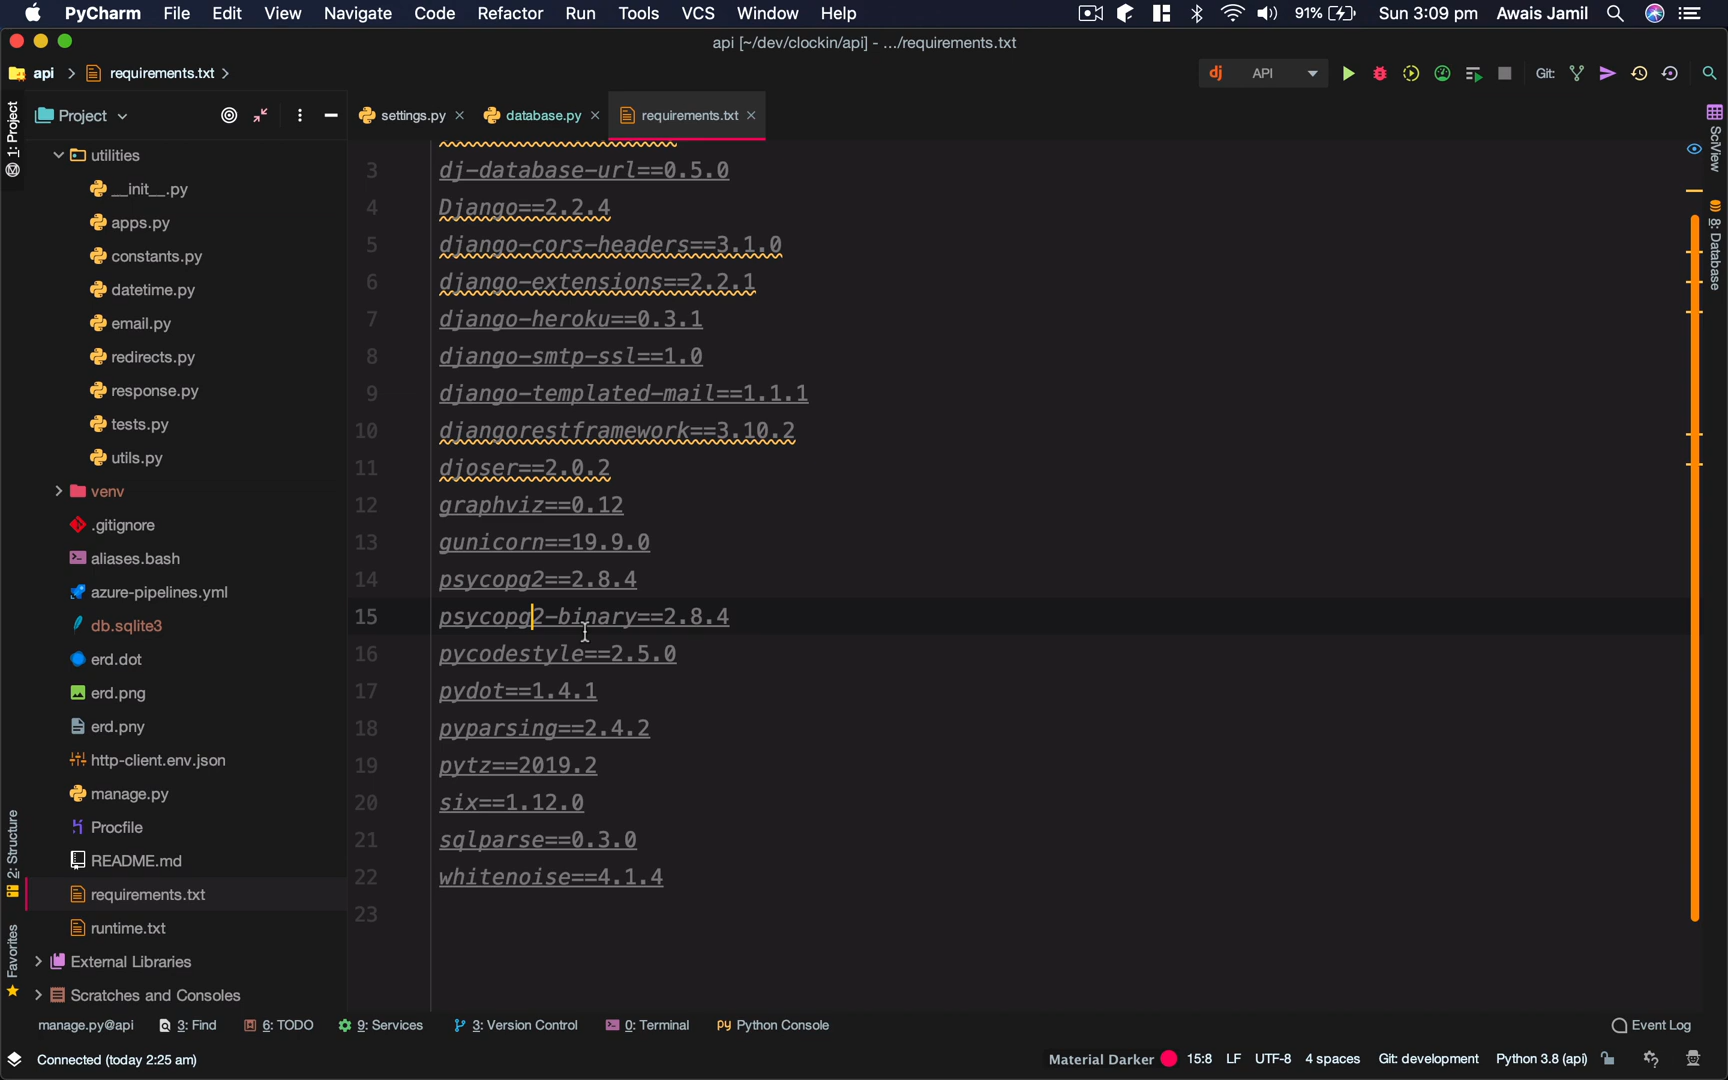 PyCharm File Edit View Navigate Code Refactor Run Tools VCS Window Help 91% Sun 3:09 pm Awais Jamil
api [~/dev/clockin/api] - .../requirements.txt
api requirements.txt
dj API Git:
1: Project
Project
settings.py database.py requirements.txt
SciView
8: Database
utilities
__init__.py
apps.py
constants.py
datetime.py
email.py
redirects.py
response.py
tests.py
utils.py
venv
.gitignore
aliases.bash
azure-pipelines.yml
db.sqlite3
erd.dot
erd.png
erd.pny
http-client.env.json
manage.py
Procfile
README.md
requirements.txt
runtime.txt
External Libraries
Scratches and Consoles
2: Structure
Favorites
3 dj-database-url==0.5.0
4 Django==2.2.4
5 django-cors-headers==3.1.0
6 django-extensions==2.2.1
7 django-heroku==0.3.1
8 django-smtp-ssl==1.0
9 django-templated-mail==1.1.1
10 djangorestframework==3.10.2
11 djoser==2.0.2
12 graphviz==0.12
13 gunicorn==19.9.0
14 psycopg2==2.8.4
15 psycopg2-binary==2.8.4
16 pycodestyle==2.5.0
17 pydot==1.4.1
18 pyparsing==2.4.2
19 pytz==2019.2
20 six==1.12.0
21 sqlparse==0.3.0
22 whitenoise==4.1.4
23
manage.py@api 3: Find 6: TODO 9: Services 3: Version Control 0: Terminal Python Console Event Log
Connected (today 2:25 am) Material Darker 15:8 LF UTF-8 4 spaces Git: development Python 3.8 (api)